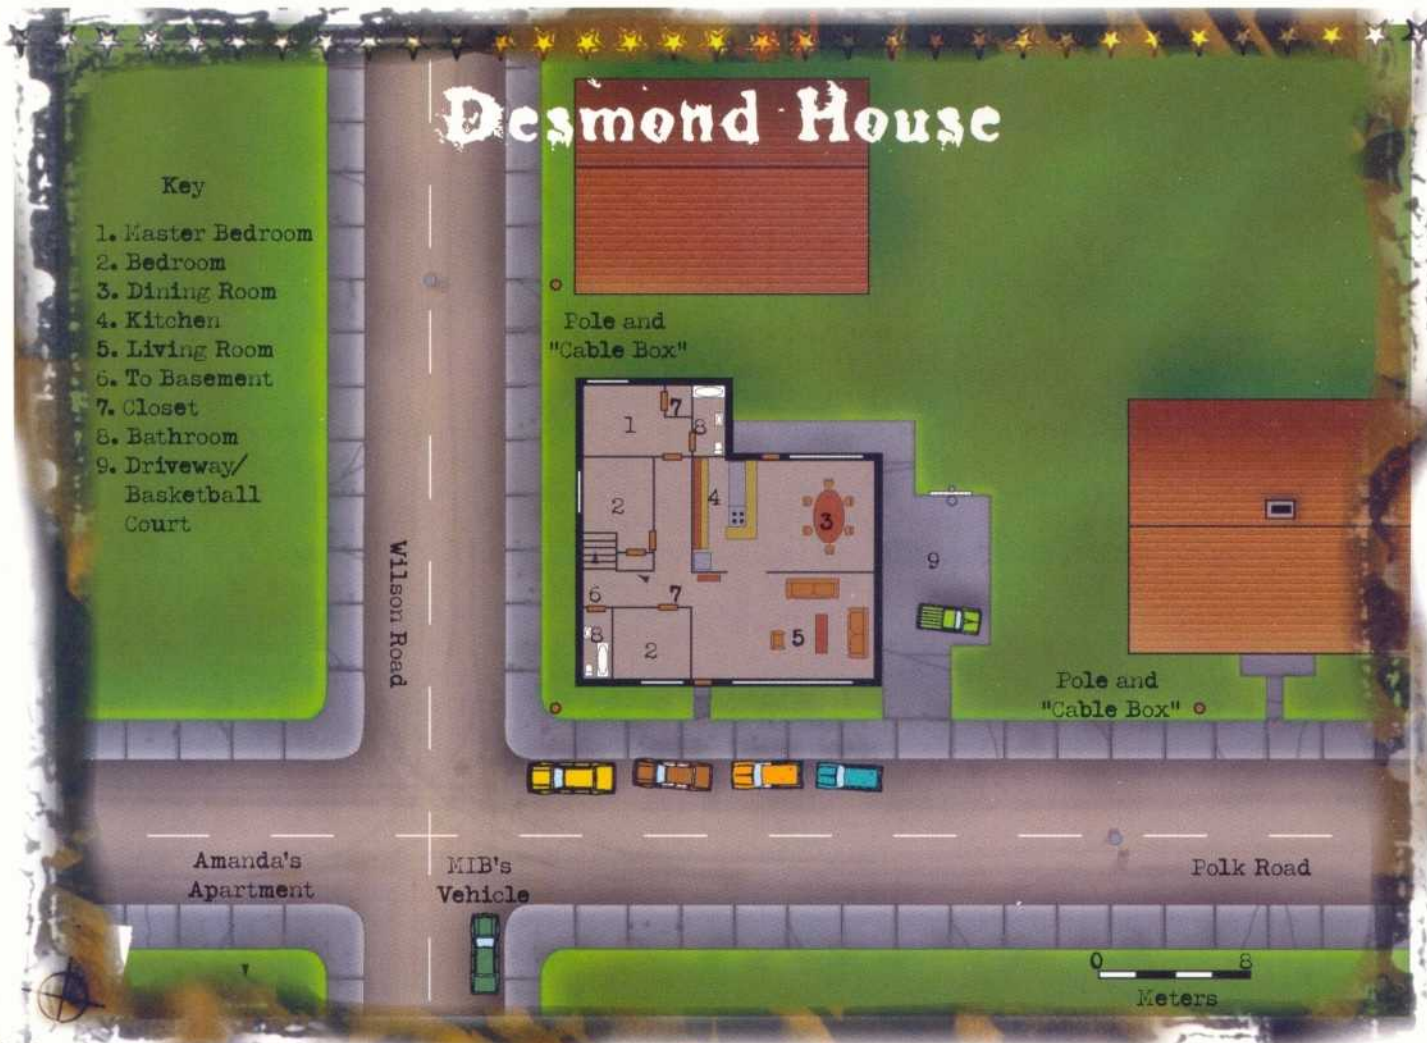 Desmond House
Key
1. Master Bedroom
2. Bedroom
3. Dining Room
4. Kitchen
5. Living Room
6. To Basement
7. Closet
8. Bathroom
9. Driveway/
Basketball
Court
Pole and
"Cable Box"
1
7
8
2
4
3
9
6
7
8
2
5
Wilson Road
Pole and
"Cable Box"
Amanda's
Apartment
MIB's
Vehicle
Polk Road
0 8
Meters